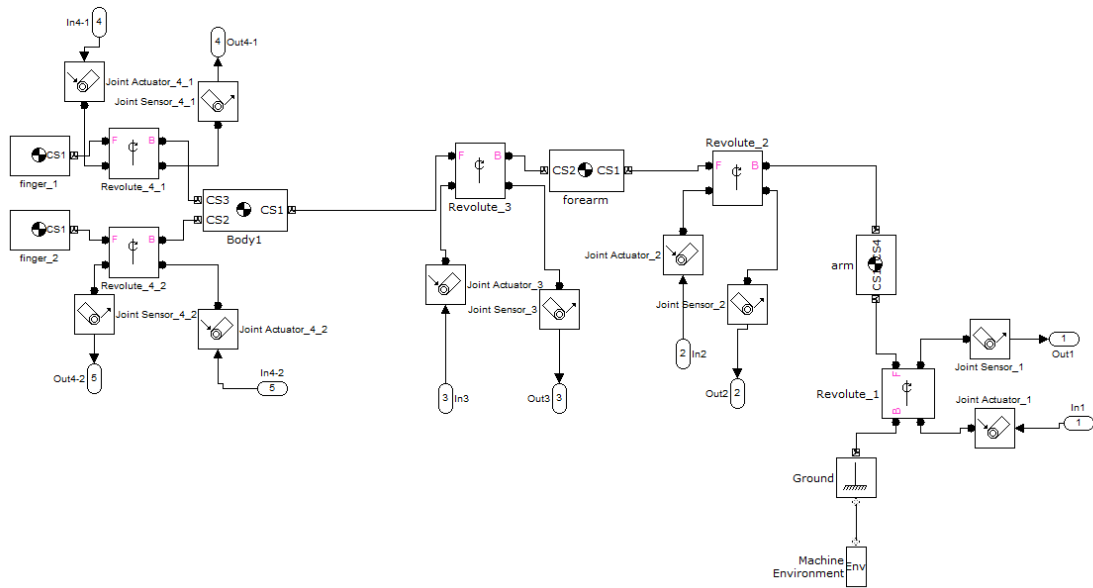 In4-1
4
4
Out4-1
Joint Actuator_4_1
Joint Sensor_4_1
CS1
finger_1
F B
Revolute_4_1
CS3
CS2
CS1
Body1
CS1
finger_2
F B
Revolute_4_2
Joint Sensor_4_2
Joint Actuator_4_2
Out4-2
5
In4-2
5
F B
Revolute_3
Joint Actuator_3
Joint Sensor_3
3
In3
Out3
3
CS2 CS1
forearm
Revolute_2
F B
Joint Actuator_2
Joint Sensor_2
2
In2
Out2
2
arm
CS1 CS4
Revolute_1
F
B
Joint Sensor_1
1
Out1
Joint Actuator_1
In1
1
Ground
Machine
Environment
Env